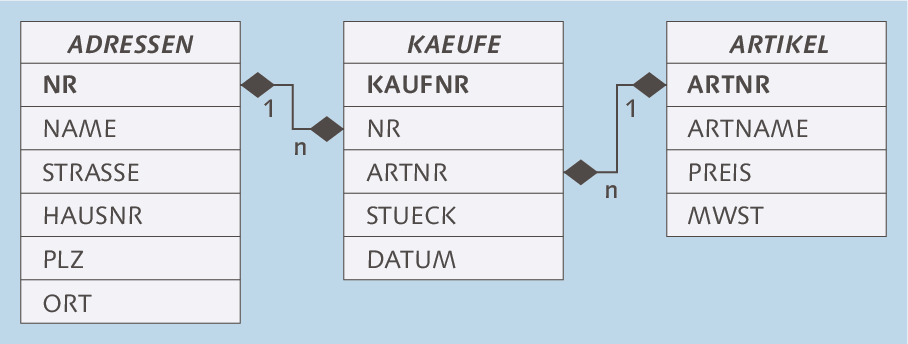 ADRESSEN
NR
NAME
STRASSE
HAUSNR
PLZ
ORT
1
n
KAEUFE
KAUFNR
NR
ARTNR
STUECK
DATUM
1
n
ARTIKEL
ARTNR
ARTNAME
PREIS
MWST